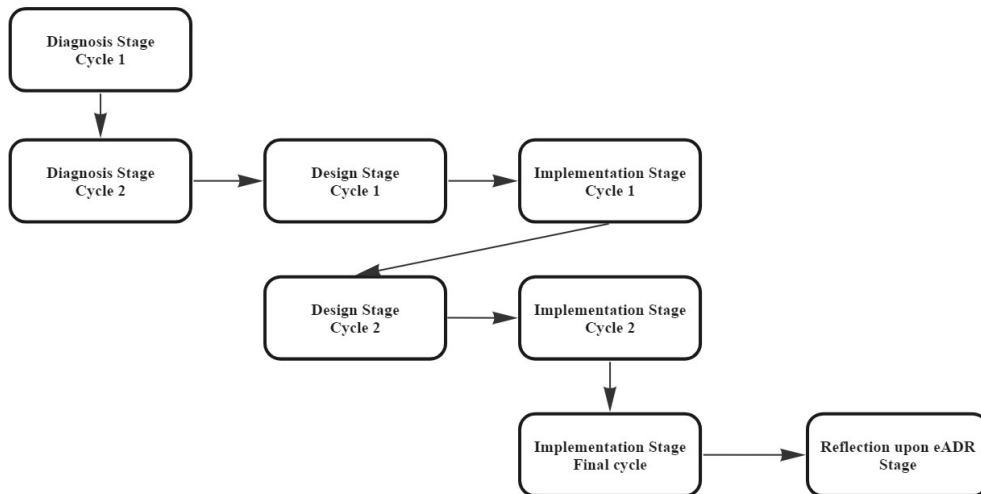 Diagnosis Stage
Cycle 1
Diagnosis Stage
Cycle 2
Design Stage
Cycle 1
Implementation Stage
Cycle 1
Design Stage
Cycle 2
Implementation Stage
Cycle 2
Implementation Stage
Final cycle
Reflection upon eADR
Stage